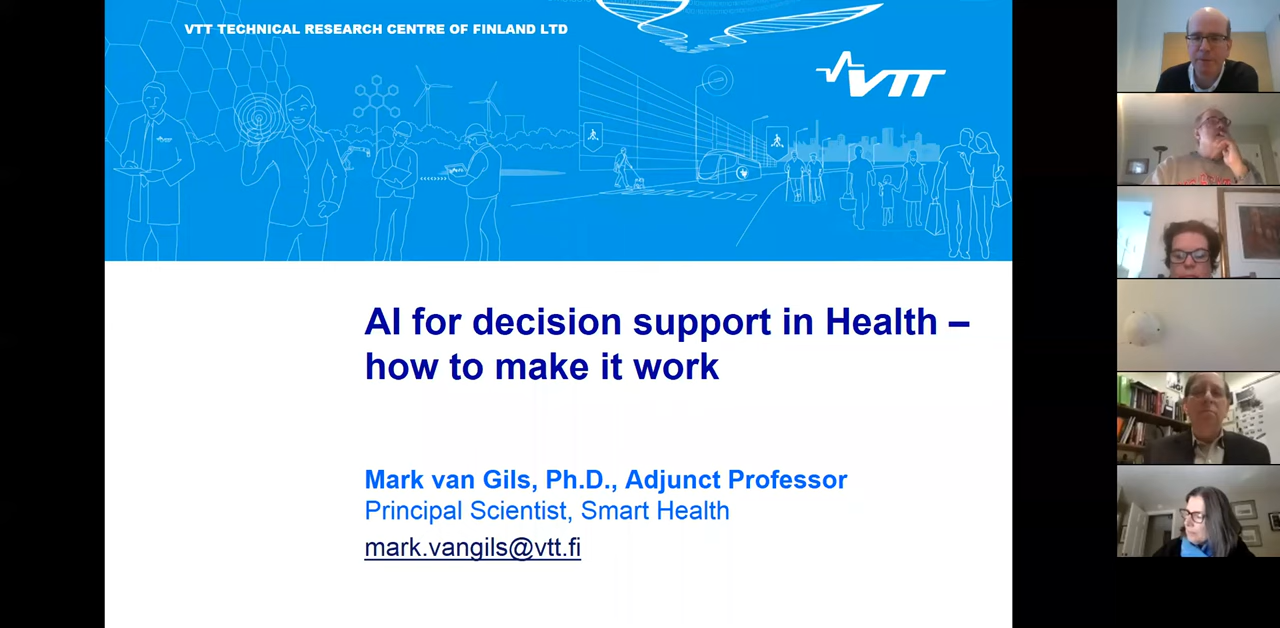 VTT TECHNICAL RESEARCH CENTRE OF FINLAND LTD
VTT
AI for decision support in Health –
how to make it work
Mark van Gils, Ph.D., Adjunct Professor
Principal Scientist, Smart Health
mark.vangils@vtt.fi